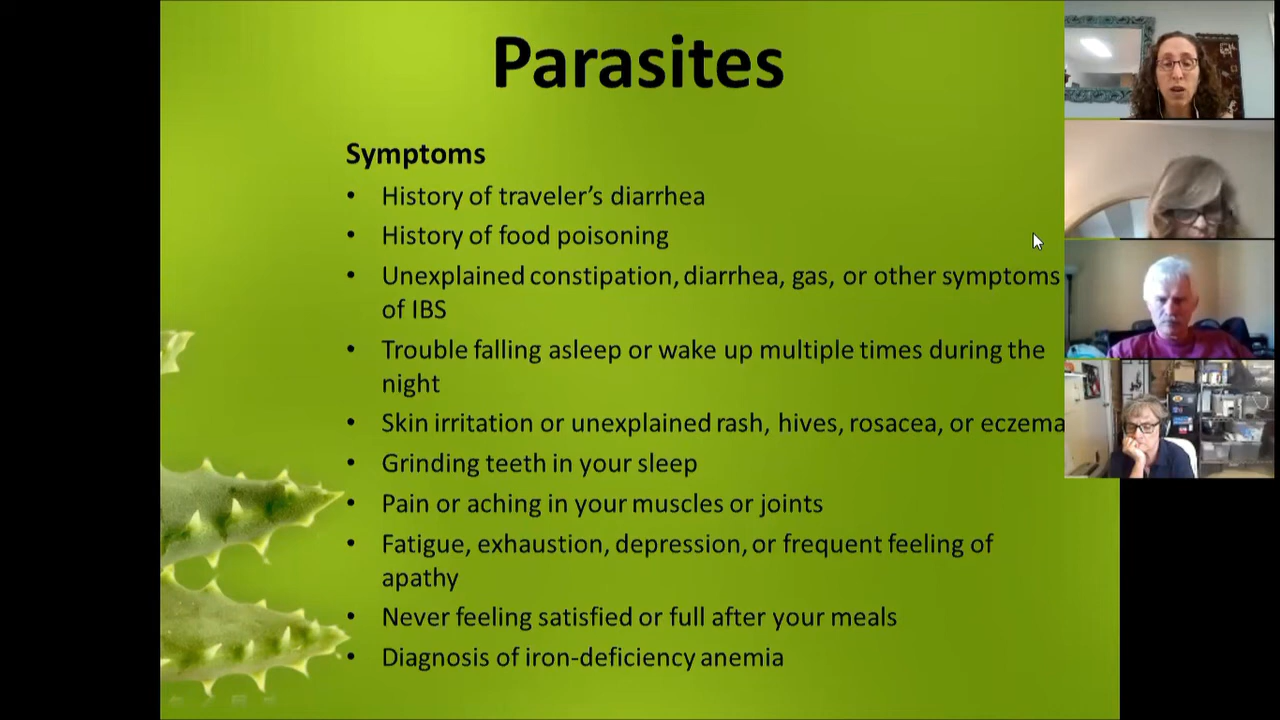 Parasites
Symptoms
• History of traveler’s diarrhea
• History of food poisoning
• Unexplained constipation, diarrhea, gas, or other symptoms
of IBS
• Trouble falling asleep or wake up multiple times during the
night
• Skin irritation or unexplained rash, hives, rosacea, or eczema
• Grinding teeth in your sleep
• Pain or aching in your muscles or joints
• Fatigue, exhaustion, depression, or frequent feeling of
apathy
• Never feeling satisfied or full after your meals
• Diagnosis of iron-deficiency anemia